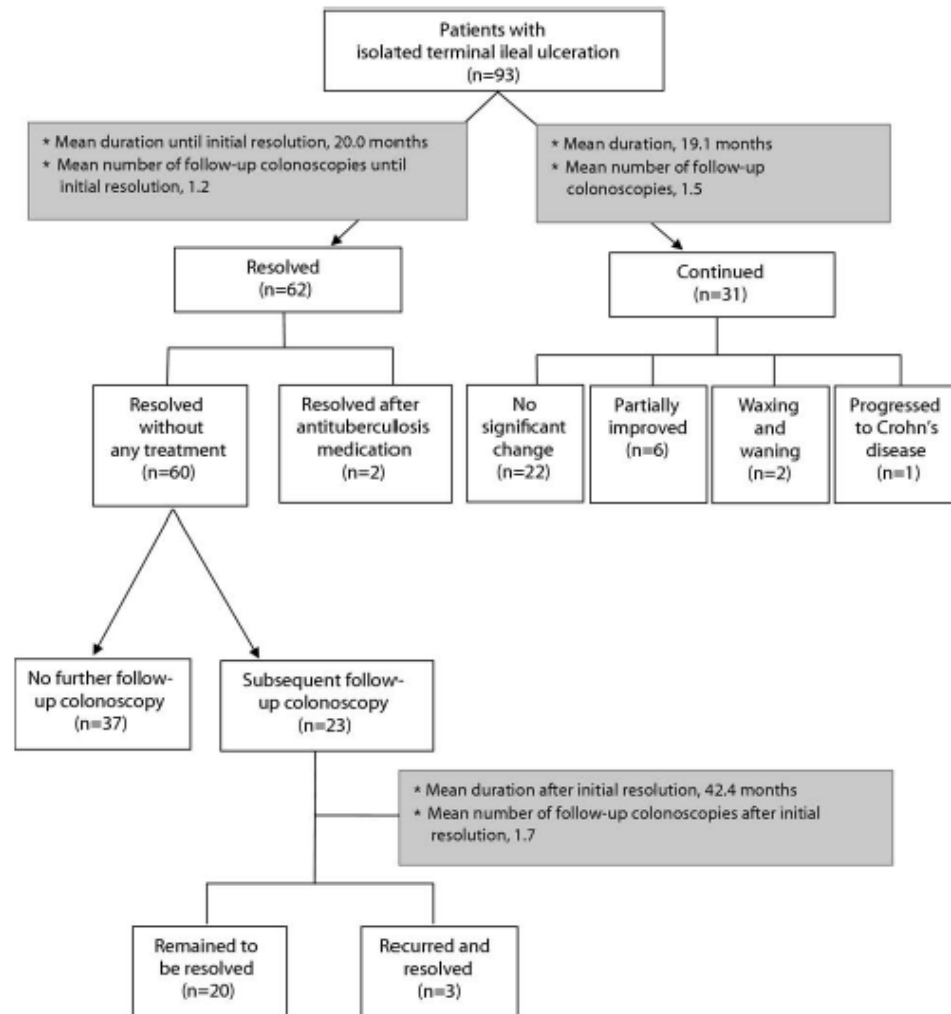 Patients with
isolated terminal ileal ulceration
(n=93)
* Mean duration until initial resolution, 20.0 months
* Mean number of follow-up colonoscopies until
initial resolution, 1.2
* Mean duration, 19.1 months
* Mean number of follow-up
colonoscopies, 1.5
Resolved
(n=62)
Continued
(n=31)
Resolved
without
any treatment
(n=60)
Resolved after
antitubercullosis
medication
(n=2)
No
significant
change
(n=22)
Partially
improved
(n=6)
Waxing
and
waning
(n=2)
Progressed
to Crohn's
disease
(n=1)
No further follow-
up colonoscopy
(n=37)
Subsequent follow-
up colonoscopy
(n=23)
* Mean duration after initial resolution, 42.4 months
* Mean number of follow-up colonoscopies after initial
resolution, 1.7
Remained to
be resolved
(n=20)
Recurred and
resolved
(n=3)